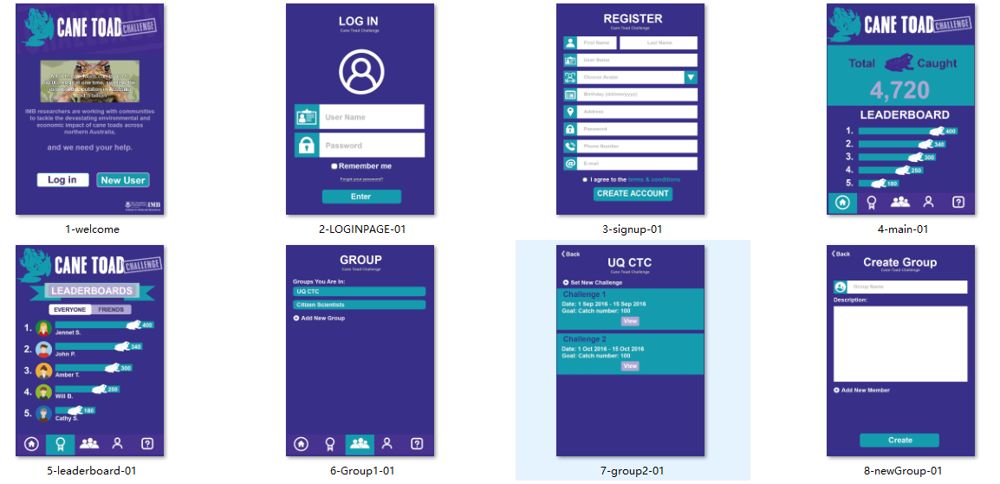 CANE TOAD CHALLENGE
at one time,
IMB researchers are working with communities
to tackle the devastating environmental and
economic impact of cane toads across
northern Australia.
and we need your help.
Log in
New User
IMB
1-welcome
LOG IN
Cane Toad Challenge
User Name
Password
Remember me
Forgot your password?
Enter
2-LOGINPAGE-01
REGISTER
Cane Toad Challenge
First Name
Last Name
User Name
Choose Avatar
Birthday (dd/mm/yyyy)
Address
Password
Phone Number
E-mail
I agree to the terms & conditions
CREATE ACCOUNT
3-signup-01
CANE TOAD CHALLENGE
Total Caught
4,720
LEADERBOARD
1. 400
2. 340
3. 300
4. 250
5. 180
4-main-01
CANE TOAD CHALLENGE
LEADERBOARDS
EVERYONE FRIENDS
1. 400
Jennet S.
2. 340
John P.
3. 300
Amber T.
4. 250
Will B.
5. 180
Cathy S.
5-leaderboard-01
GROUP
Cane Toad Challenge
Groups You Are In:
UQ CTC
Citizen Scientists
Add New Group
6-Group1-01
Back
UQ CTC
Cane Toad Challenge
Set New Challenge
Challenge 1
Date: 1 Sep 2016 - 15 Sep 2016
Goal: Catch number: 100
View
Challenge 2
Date: 1 Oct 2016 - 15 Oct 2016
Goal: Catch number: 100
View
7-group2-01
Back
Create Group
Cane Toad Challenge
Group Name
Description:
Add New Member
Create
8-newGroup-01